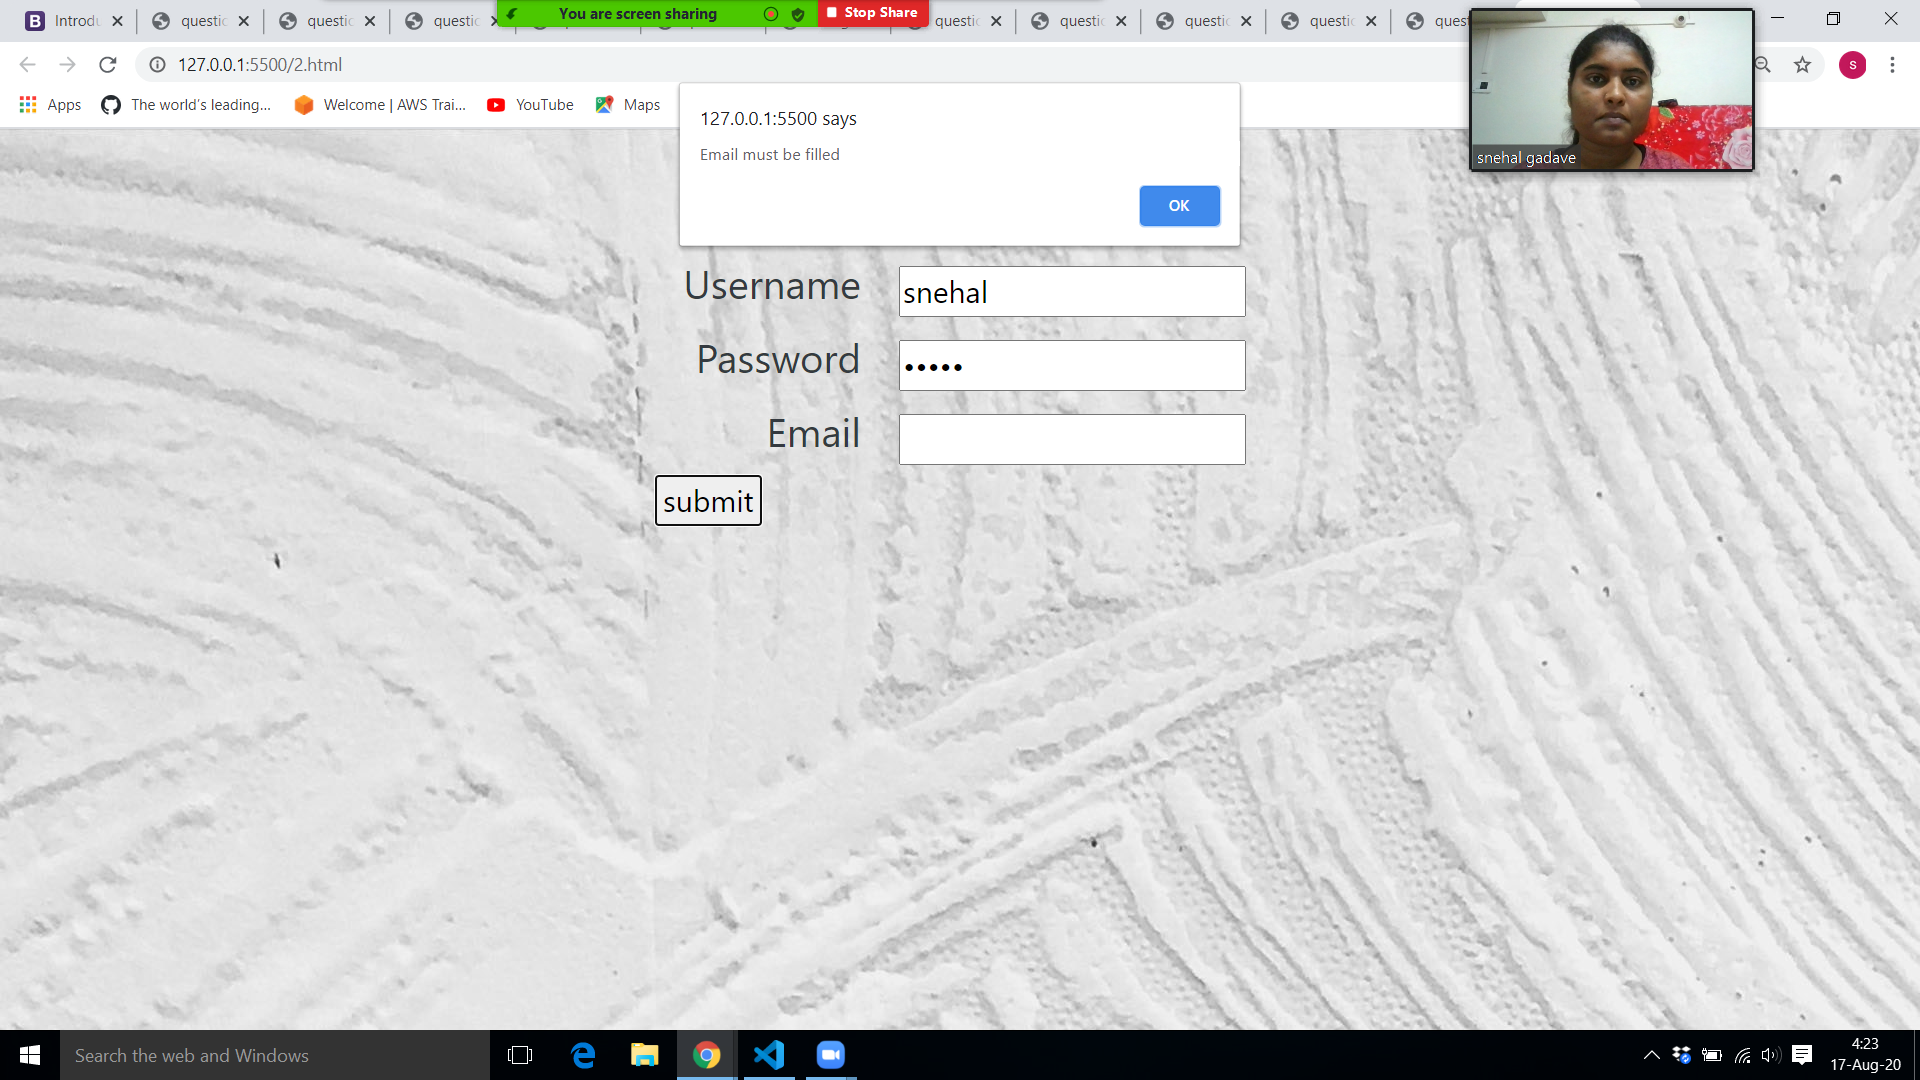 Introdu
questic
questic
questic
You are screen sharing
Stop Share
questic
questic
questic
questic
quest
127.0.0.1:5500/2.html
s
Apps
The world's leading...
Welcome | AWS Trai...
YouTube
Maps
127.0.0.1:5500 says
Email must be filled
OK
snehal gadave
Username
snehal
Password
Email
submit
Search the web and Windows
4:23
17-Aug-20